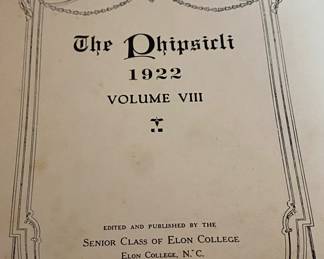 The Phipsicli
1922
VOLUME VIII
EDITED AND PUBLISHED BY THE
SENIOR CLASS OF ELON COLLEGE
ELON COLLEGE, N. C.